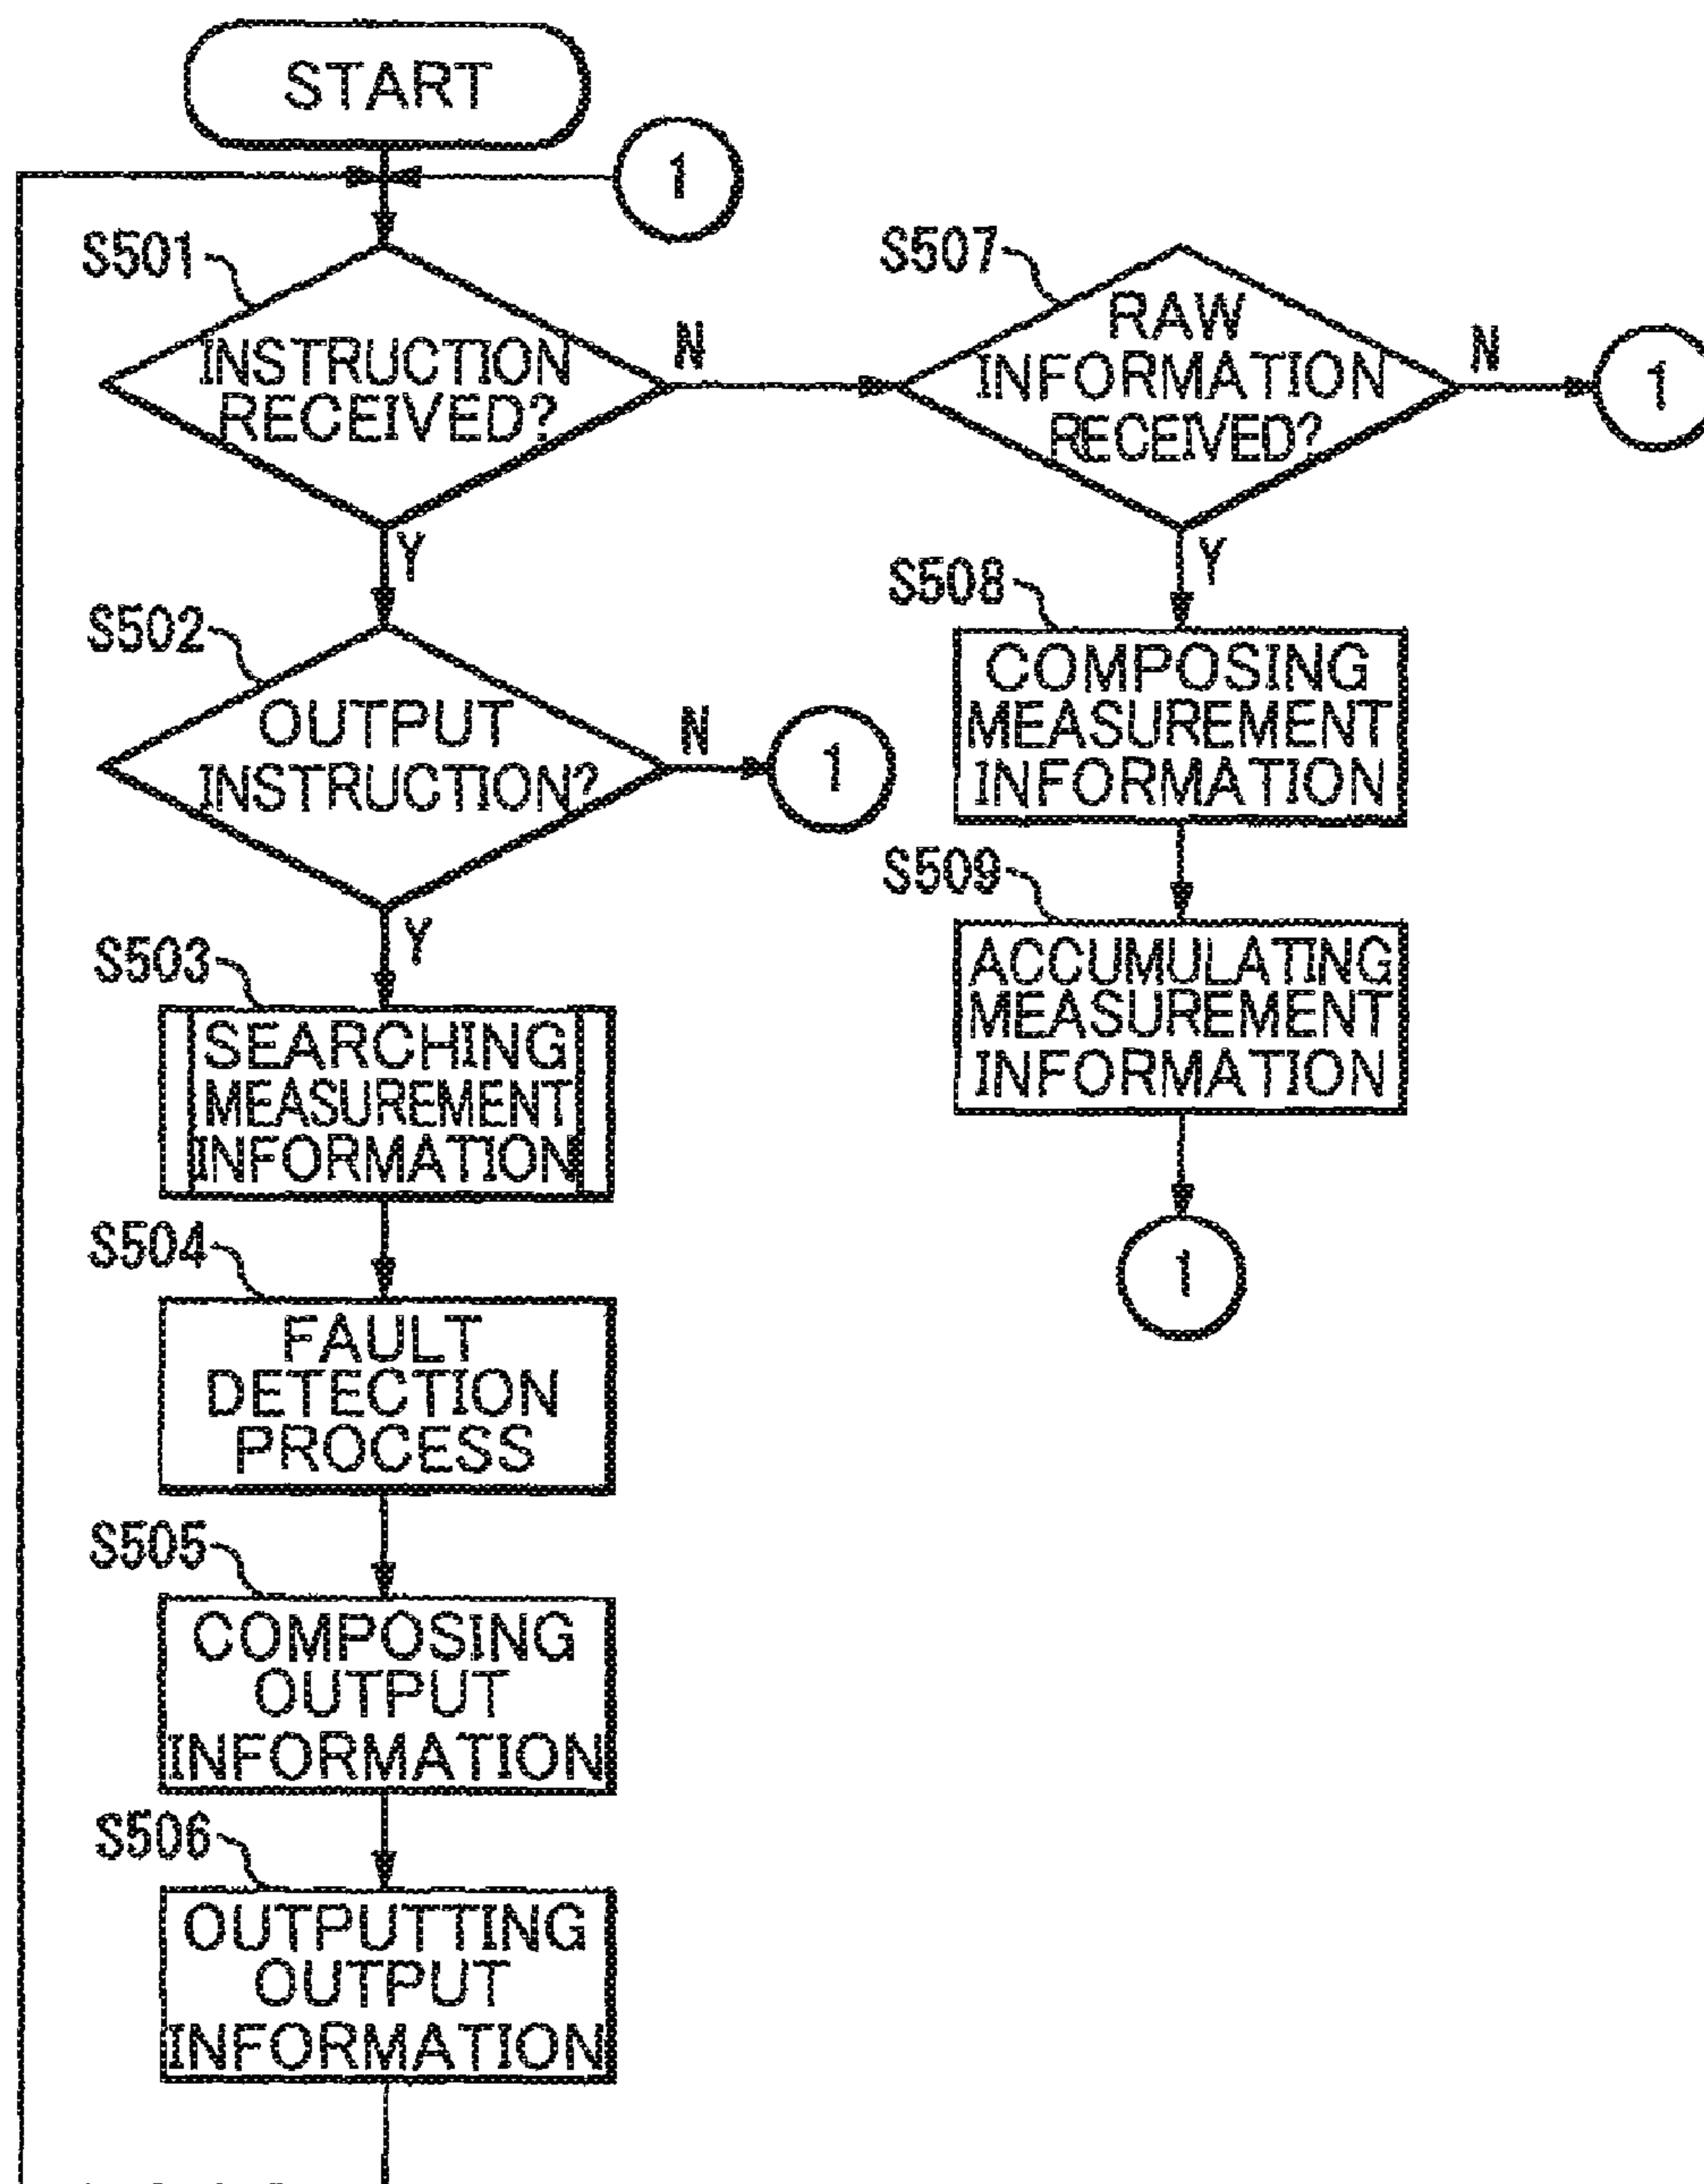 START
1
S501
INSTRUCTION
RECEIVED?
N
Y
S507
RAW
INFORMATION
RECEIVED?
N
1
Y
S502
OUTPUT
INSTRUCTION?
N
1
Y
S508
COMPOSING
MEASUREMENT
INFORMATION
S509
ACCUMULATING
MEASUREMENT
INFORMATION
1
S503
SEARCHING
MEASUREMENT
INFORMATION
S504
FAULT
DETECTION
PROCESS
S505
COMPOSING
OUTPUT
INFORMATION
S506
OUTPUTTING
OUTPUT
INFORMATION